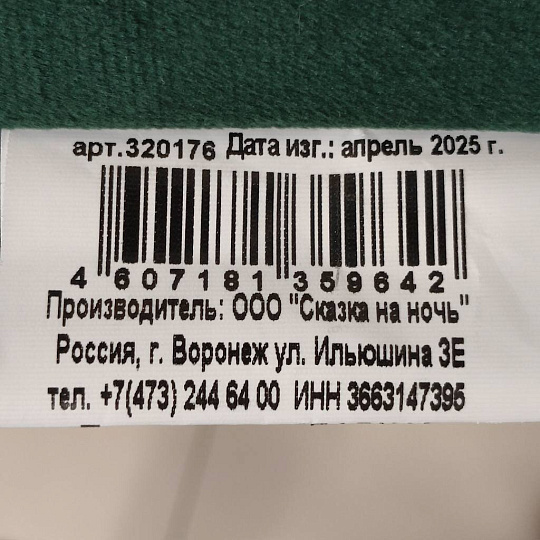 арт.320176 Дата изг.: апрель 2025 г.
4 607181 359642
Производитель: ООО "Сказка на ночь"
Россия, г. Воронеж ул. Ильюшина 3Е
тел. +7(473) 244 64 00 ИНН 3663147395